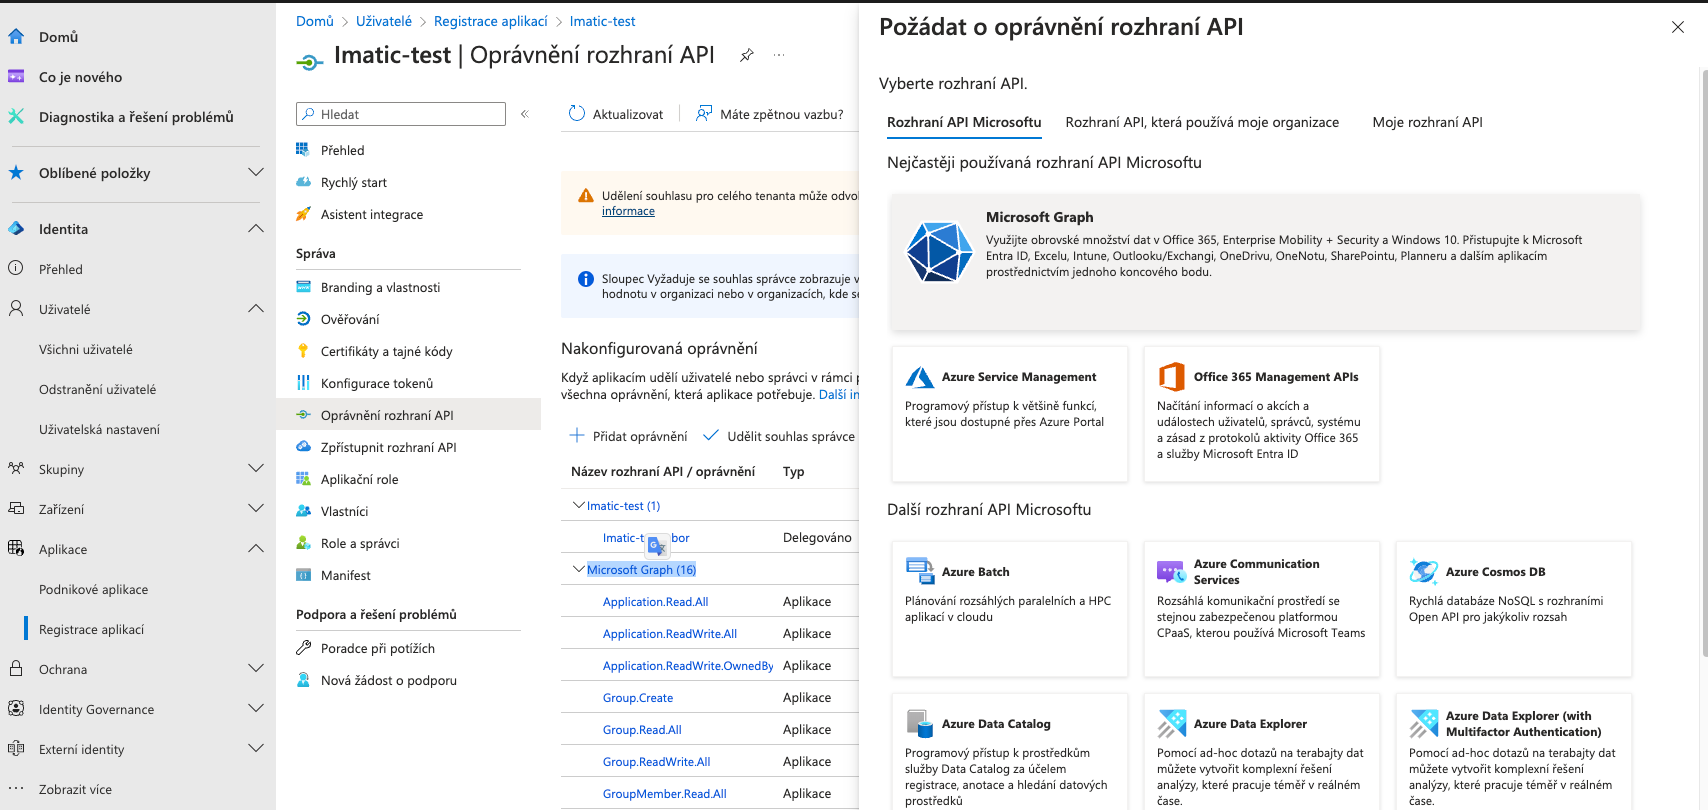 Domů
Co je nového
Diagnostika a řešení problémů
Oblíbené položky
Identita
Přehled
Uživatelé
Všichni uživatelé
Odstranění uživatelé
Uživatelská nastavení
Skupiny
Zařízení
Aplikace
Podnikové aplikace
Registrace aplikací
Ochrana
Identity Governance
Externí identity
Zobrazit více
Domů > Uživatelé > Registrace aplikací > Imatic-test
Imatic-test | Oprávnění rozhraní API
Hledat
Přehled
Rychlý start
Asistent integrace
Správa
Branding a vlastnosti
Ověřování
Certifikáty a tajné kódy
Konfigurace tokenů
Oprávnění rozhraní API
Zpřístupnit rozhraní API
Aplikační role
Vlastníci
Role a správci
Manifest
Podpora a řešení problémů
Poradce při potížích
Nová žádost o podporu
Aktualizovat
Máte zpětnou vazbu?
Udělení souhlasu pro celého tenanta může odvol
informace
Sloupec Vyžaduje se souhlas správce zobrazuje v
hodnotu v organizaci nebo v organizacích, kde se
Nakonfigurovaná oprávnění
Když aplikacím udělí uživatelé nebo správci v rámci p
všechna oprávnění, která aplikace potřebuje. Další in
Přidat oprávnění
Udělit souhlas správce
Název rozhraní API / oprávnění Typ
Imatic-test (1)
Imatic-t bor Delegováno
Microsoft Graph (16)
Application.Read.All Aplikace
Application.ReadWrite.All Aplikace
Application.ReadWrite.OwnedBy Aplikace
Group.Create Aplikace
Group.Read.All Aplikace
Group.ReadWrite.All Aplikace
GroupMember.Read.All Aplikace
Požádat o oprávnění rozhraní API
Vyberte rozhraní API.
Rozhraní API Microsoftu Rozhraní API, která používá moje organizace Moje rozhraní API
Nejčastěji používaná rozhraní API Microsoftu
Microsoft Graph
Využijte obrovské množství dat v Office 365, Enterprise Mobility + Security a Windows 10. Přistupujte k Microsoft
Entra ID, Excelu, Intune, Outlooku/Exchangi, OneDrivu, OneNotu, SharePointu, Planneru a dalším aplikacím
prostřednictvím jednoho koncového bodu.
Azure Service Management
Programový přístup k většině funkcí,
které jsou dostupné přes Azure Portal
Office 365 Management APIs
Načítání informací o akcích a
událostech uživatelů, správců, systému
a zásad z protokolů aktivity Office 365
a služby Microsoft Entra ID
Další rozhraní API Microsoftu
Azure Batch
Plánování rozsáhlých paralelních a HPC
aplikací v cloudu
Azure Communication
Services
Rozsáhlá komunikační prostředí se
stejnou zabezpečenou platformou
CPaaS, kterou používá Microsoft Teams
Azure Cosmos DB
Rychlá databáze NoSQL s rozhraními
Open API pro jakýkoliv rozsah
Azure Data Catalog
Programový přístup k prostředkům
služby Data Catalog za účelem
registrace, anotace a hledání datových
prostředků
Azure Data Explorer
Pomocí ad-hoc dotazů na terabajty dat
můžete vytvořit komplexní řešení
analýzy, které pracuje téměř v reálném
čase.
Azure Data Explorer (with
Multifactor Authentication)
Pomocí ad-hoc dotazů na terabajty dat
můžete vytvořit komplexní řešení
analýzy, které pracuje téměř v reálném
čase.